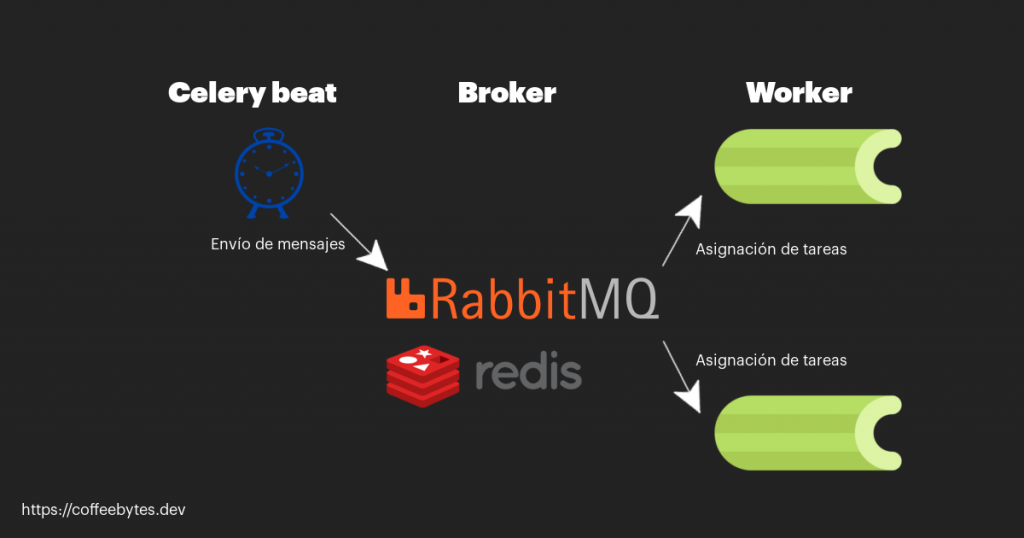 Celery beat
Broker
Worker
Envío de mensajes
Asignación de tareas
RabbitMQ
Asignación de tareas
redis
https://coffeebytes.dev